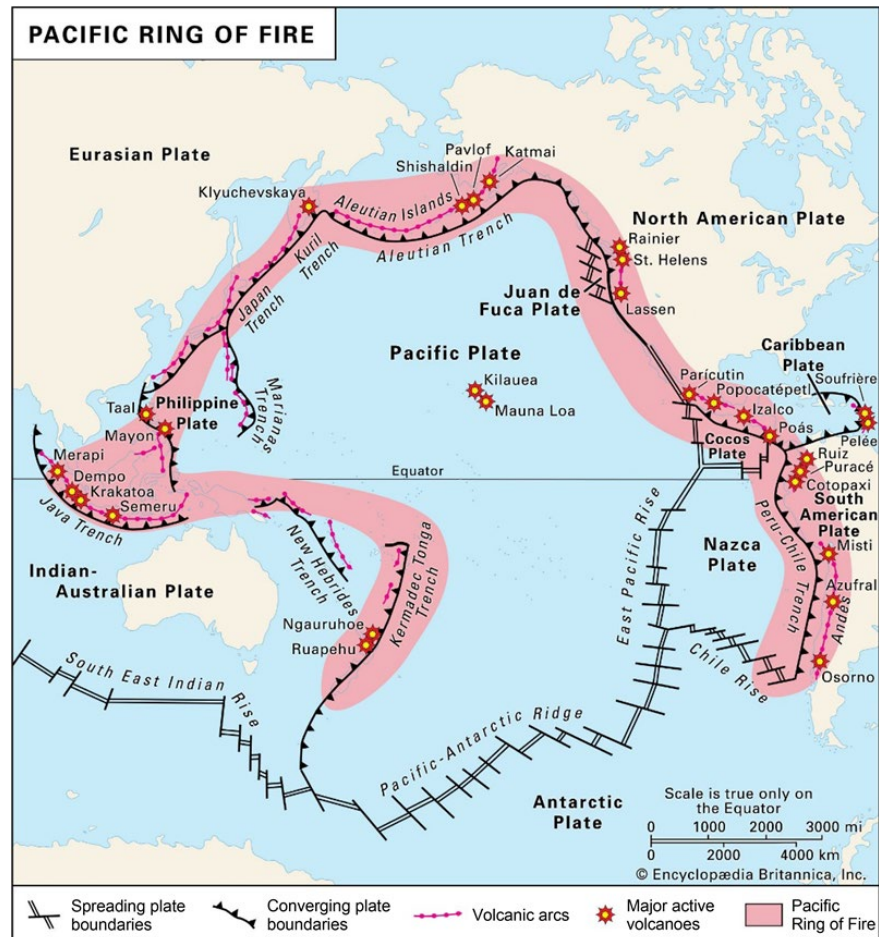 PACIFIC RING OF FIRE
Eurasian Plate
Klyuchevskaya
Shishaldin
Pavlof
Katmai
Aleutian Islands
Aleutian Trench
Kuril
Trench
Japan
Trench
North American Plate
Rainier
St. Helens
Lassen
Juan de
Fuca Plate
Pacific Plate
Kilauea
Mauna Loa
Caribbean
Plate
Soufrière
Pelée
Parícutin
Popocatépetl
Izalco
Poás
Cocos
Plate
Ruiz
Puracé
Cotopaxi
South
American
Plate
Misti
Azufral
Andes
Osorno
Peru-Chile Trench
Nazca
Plate
Chile Rise
East Pacific Rise
Taal
Philippine
Plate
Mayon
Marianas
Trench
Merapi
Dempo
Krakatoa
Semeru
Java Trench
Equator
Indian-
Australian Plate
New Hebrides
Trench
Kermadec Tonga
Trench
Ngauruhoe
Ruapehu
South East Indian
Rise
Pacific-Antarctic Ridge
Antarctic
Plate
Scale is true only on
the Equator
0 1000 2000 3000 mi
0 2000 4000 km
© Encyclopædia Britannica, Inc.
Spreading plate
boundaries
Converging plate
boundaries
Volcanic arcs
Major active
volcanoes
Pacific
Ring of Fire